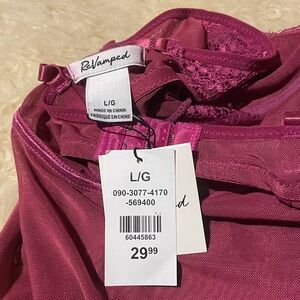 ReVamped
L/G
MADE IN CHINA
FABRIQUÉ EN CHINE
L/G
090-3077-4170
-569400
60445863
29.99